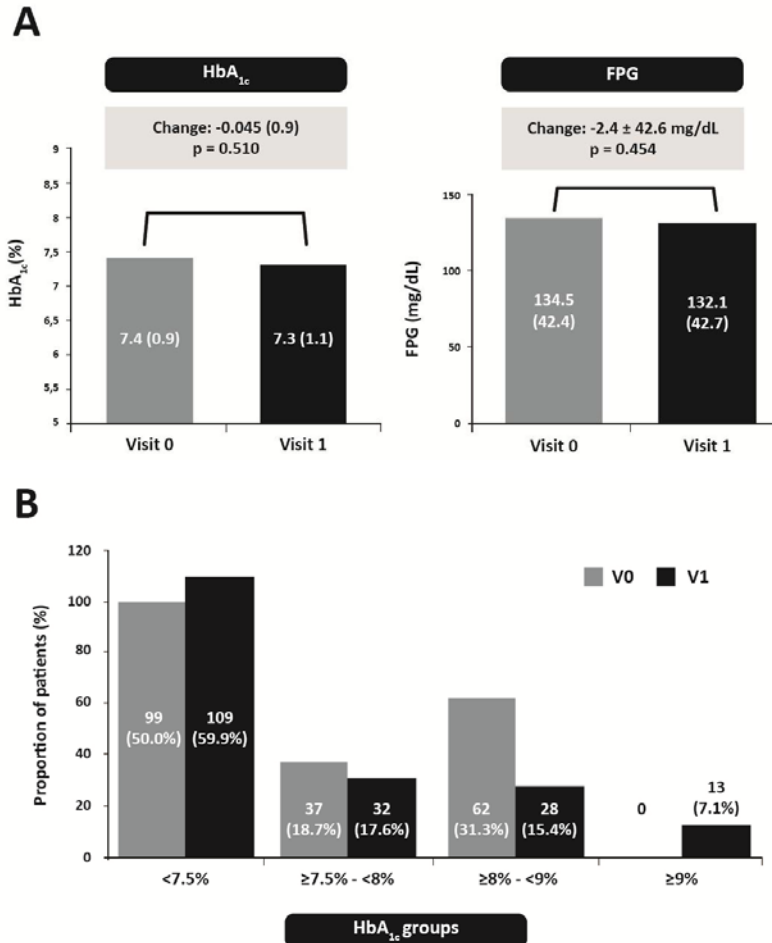 A
HbA1c
Change: -0.045 (0.9)
p = 0.510
HbA1c(%)
9
8,5
8
7,5
7
6,5
6
5,5
5
7.4 (0.9)
7.3 (1.1)
Visit 0
Visit 1
FPG
Change: -2.4 ± 42.6 mg/dL
p = 0.454
FPG (mg/dL)
150
100
50
0
134.5
(42.4)
132.1
(42.7)
Visit 0
Visit 1
B
Proportion of patients (%)
120
100
80
60
40
20
0
V0
V1
99
(50.0%)
109
(59.9%)
37
(18.7%)
32
(17.6%)
62
(31.3%)
28
(15.4%)
0
13
(7.1%)
<7.5%
≥7.5% - <8%
≥8% - <9%
≥9%
HbA1c groups